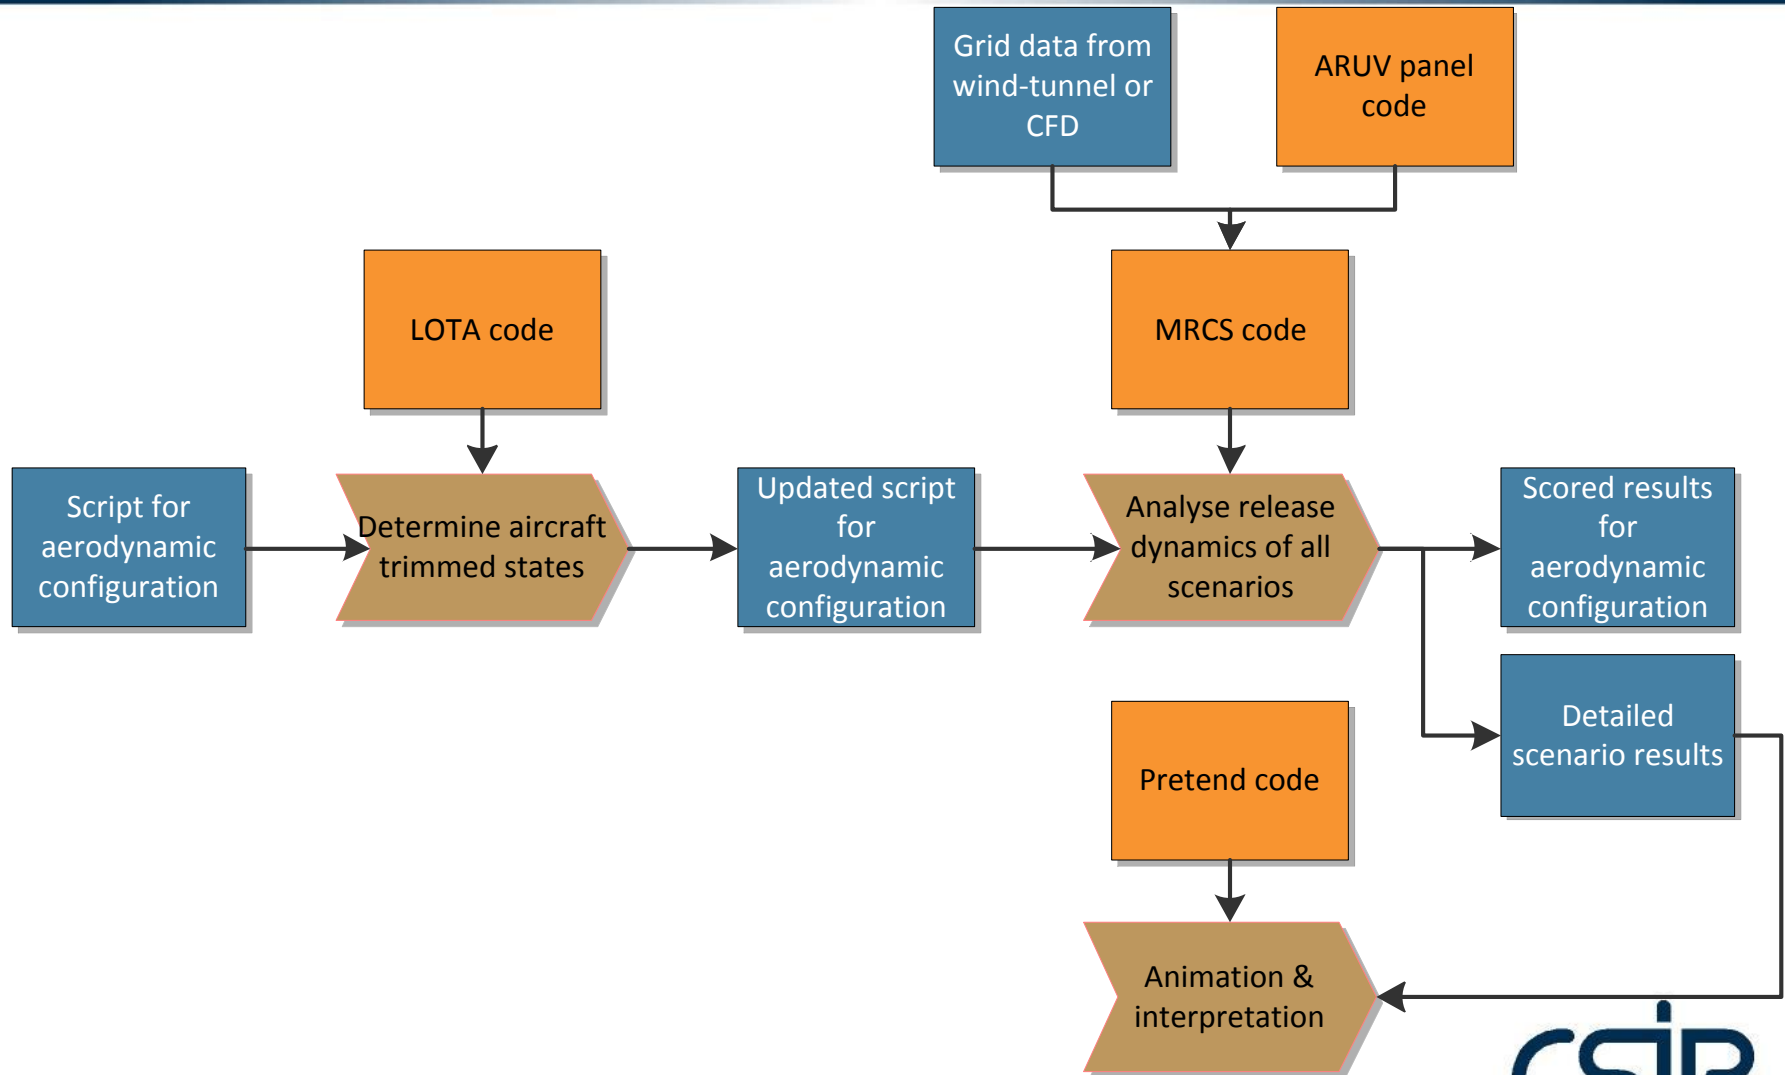 Grid data from
wind-tunnel or
CFD
ARUV panel
code
LOTA code
MRCS code
Script for
aerodynamic
configuration
Determine aircraft
trimmed states
Updated script
for
aerodynamic
configuration
Analyse release
dynamics of all
scenarios
Scored results
for
aerodynamic
configuration
Detailed
scenario results
Pretend code
Animation &
interpretation
CSIR